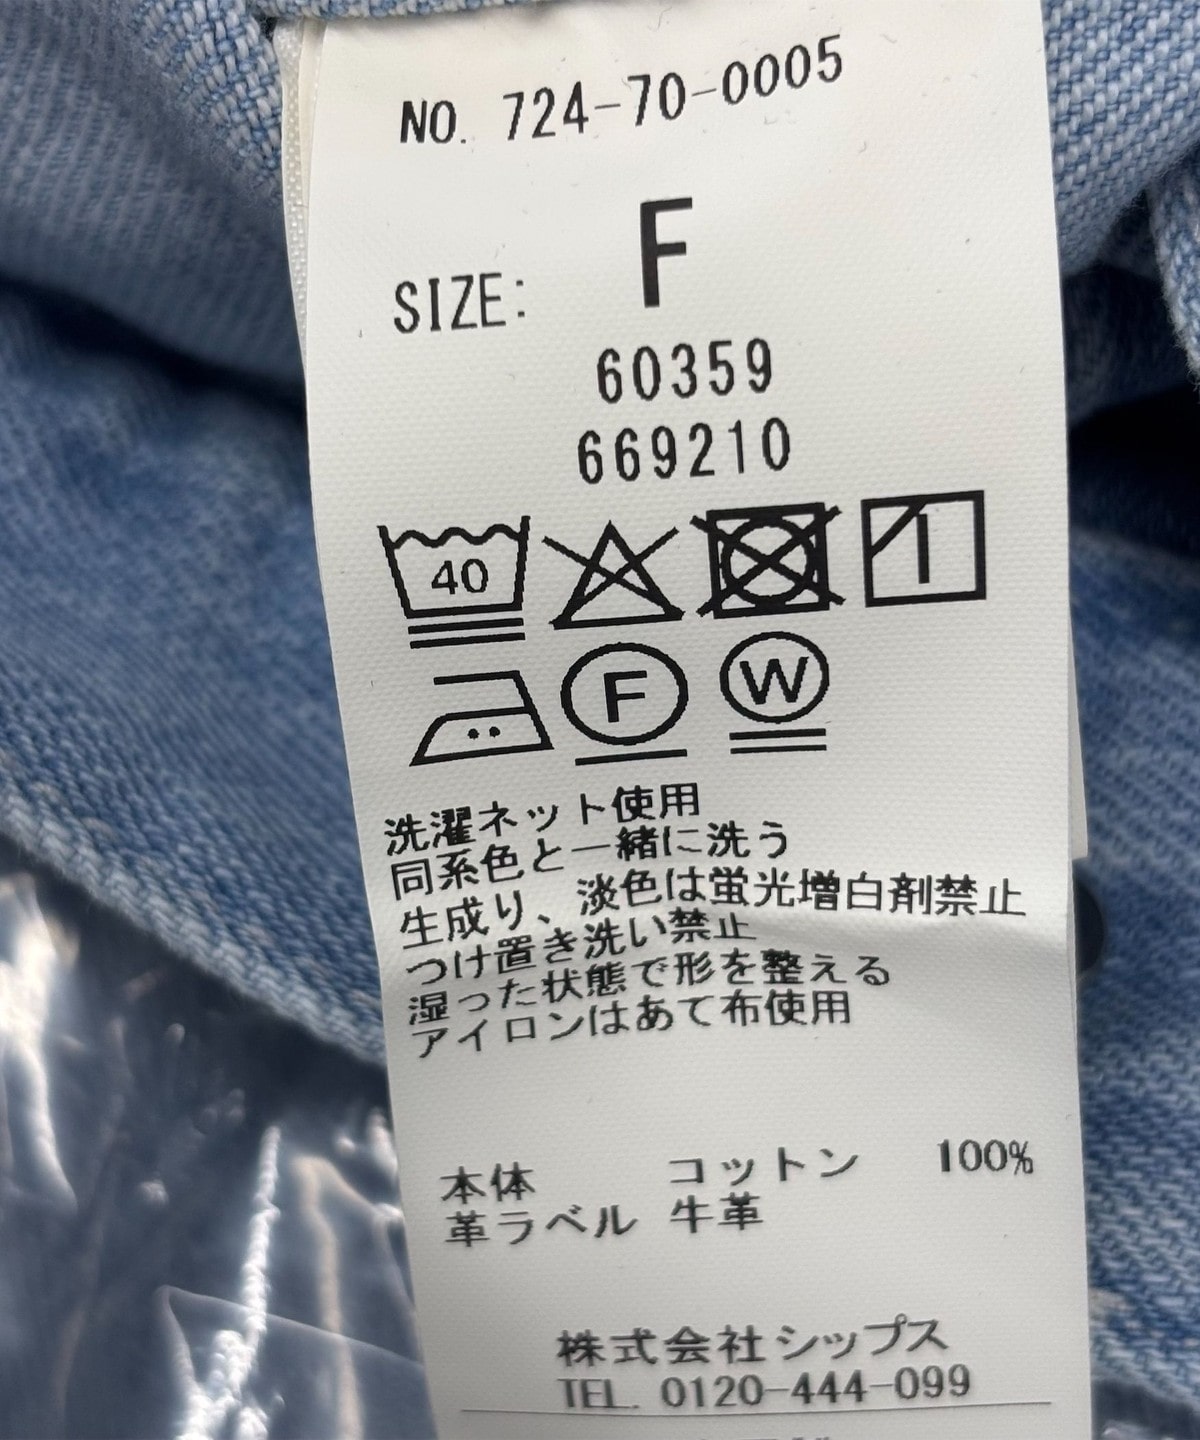 NO. 724-70-0005
SIZE: F
60359
669210
40
F W
洗濯ネット使用
同系色と一緒に洗う
生成り、淡色は蛍光増白剤禁止
つけ置き洗い禁止
湿った状態で形を整える
アイロンはあて布使用
本体 コットン 100%
革ラベル 牛革
株式会社シップス
TEL. 0120-444-099